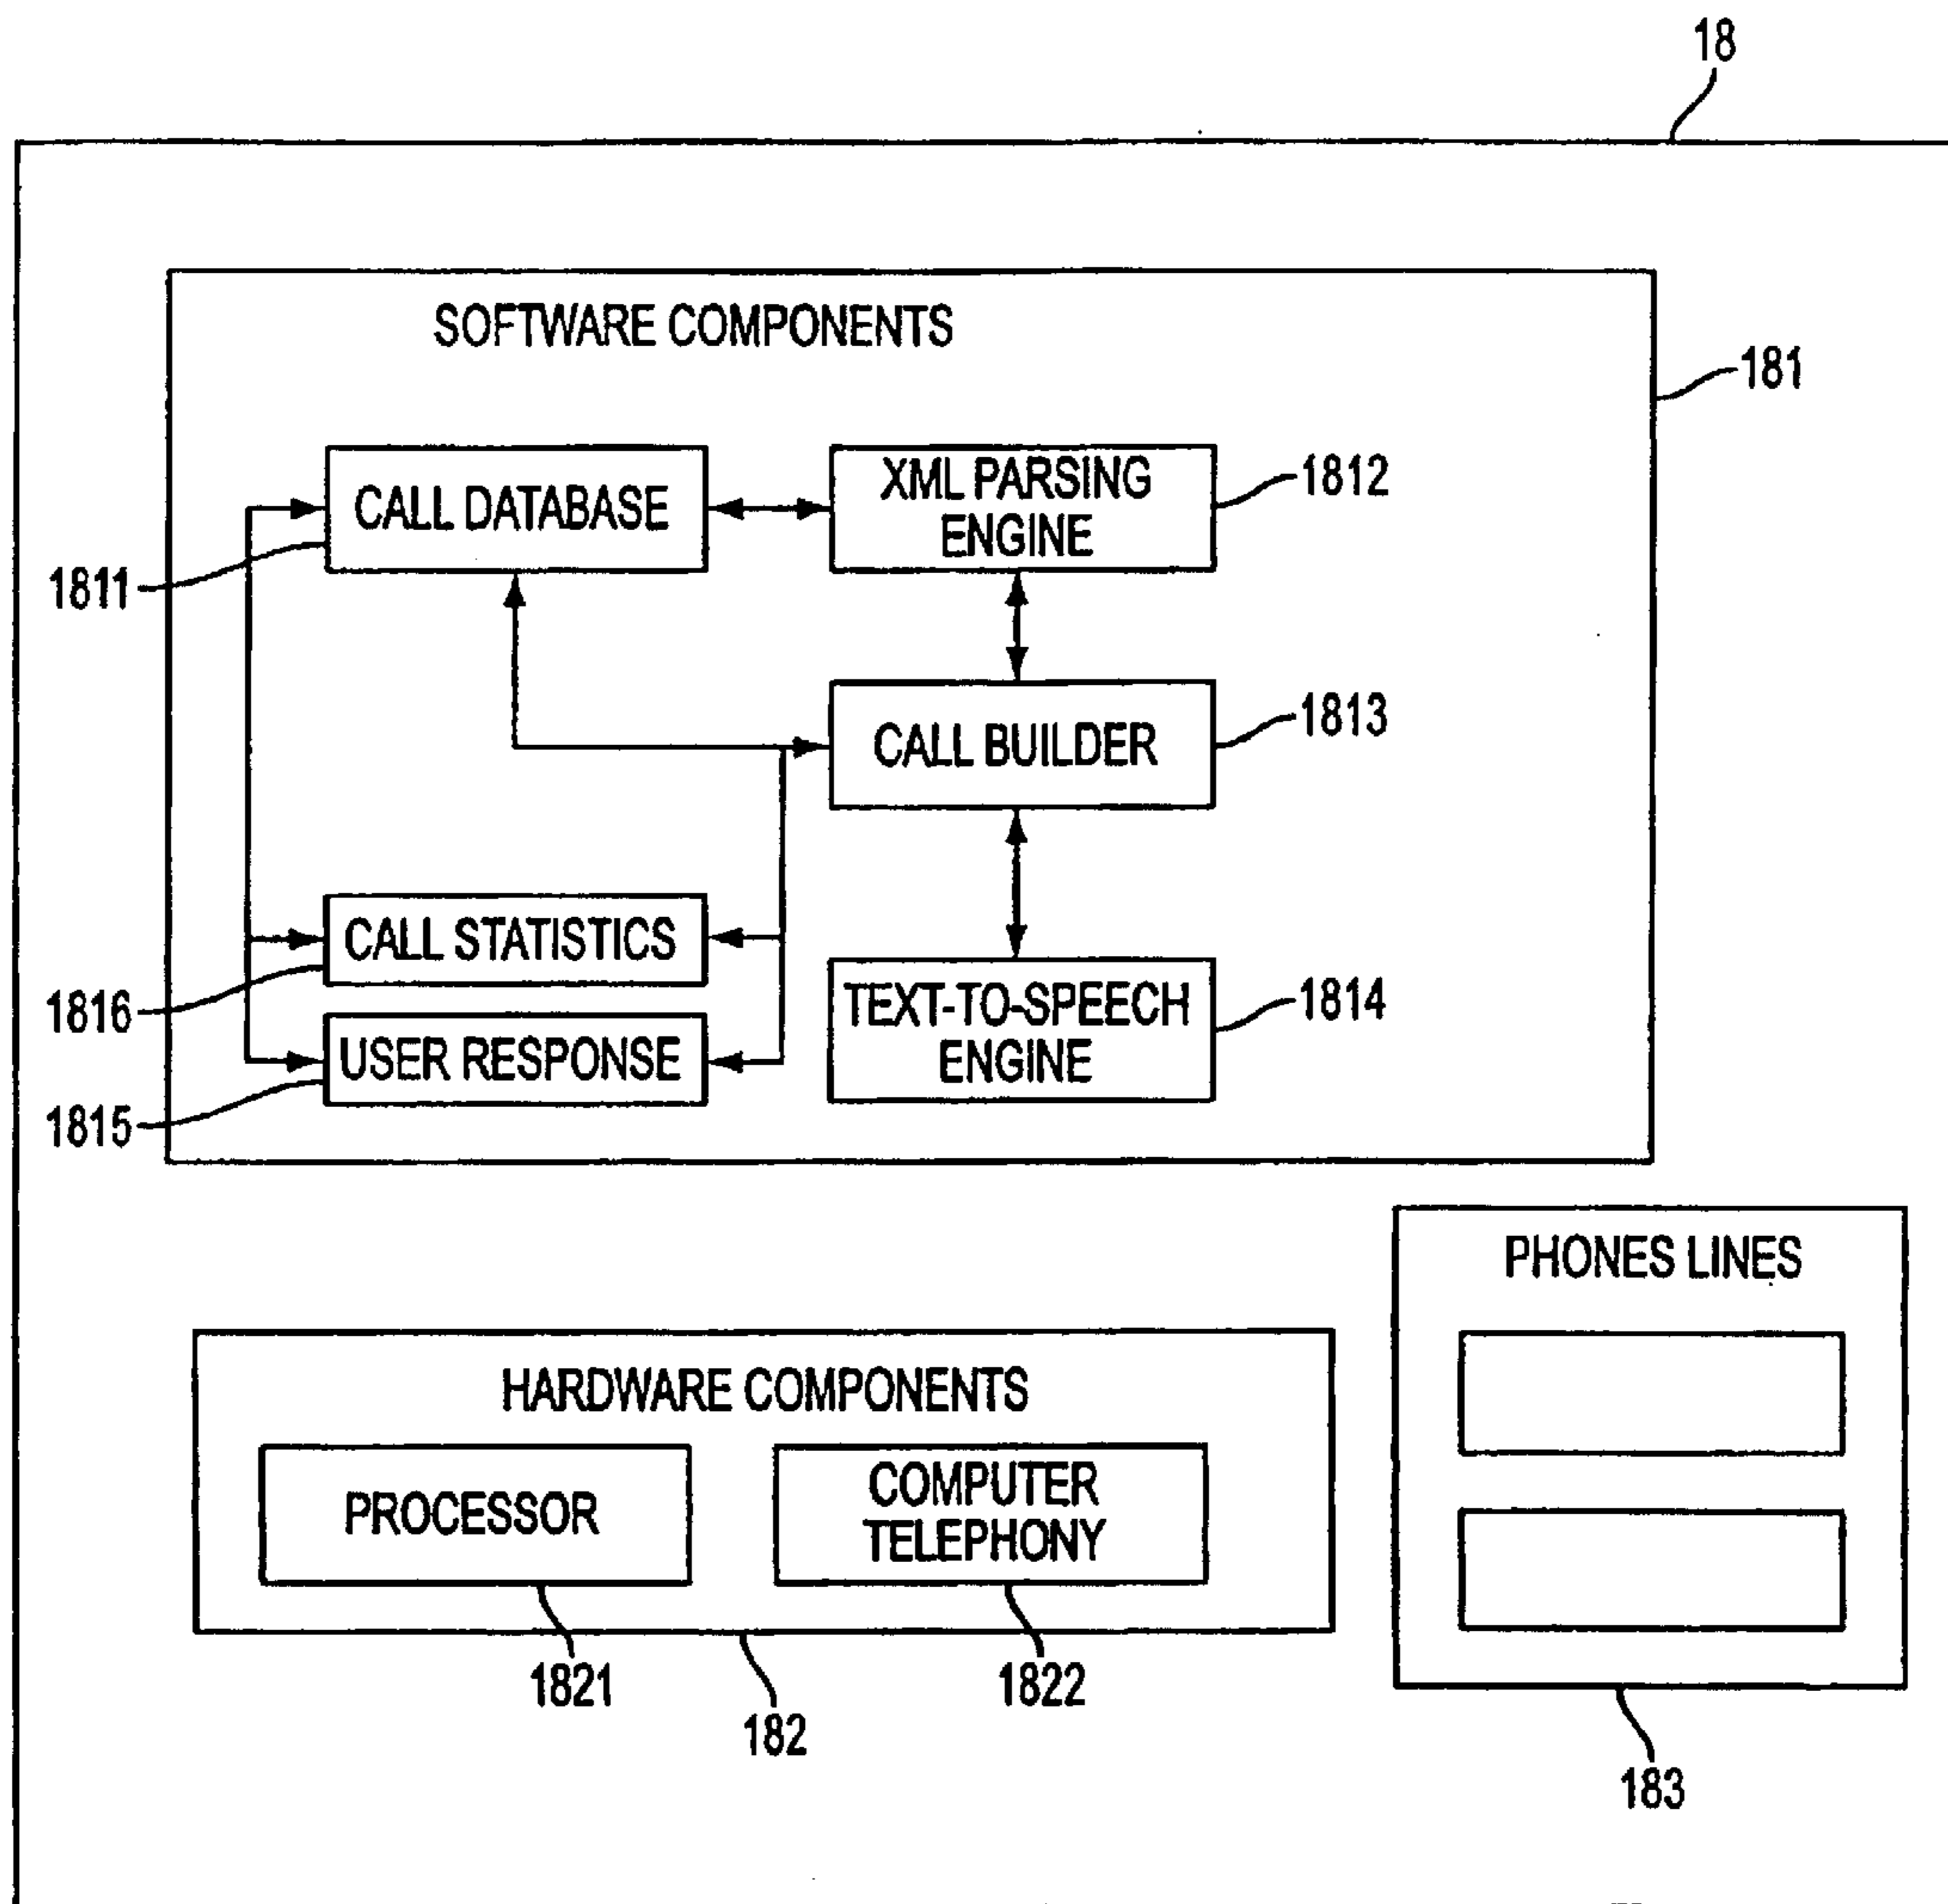 18
SOFTWARE COMPONENTS
181
CALL DATABASE
XML PARSING
ENGINE
1812
1811
CALL BUILDER
1813
CALL STATISTICS
1816
TEXT-TO-SPEECH
ENGINE
1814
USER RESPONSE
1815
PHONES LINES
HARDWARE COMPONENTS
PROCESSOR
COMPUTER
TELEPHONY
1821
1822
182
183